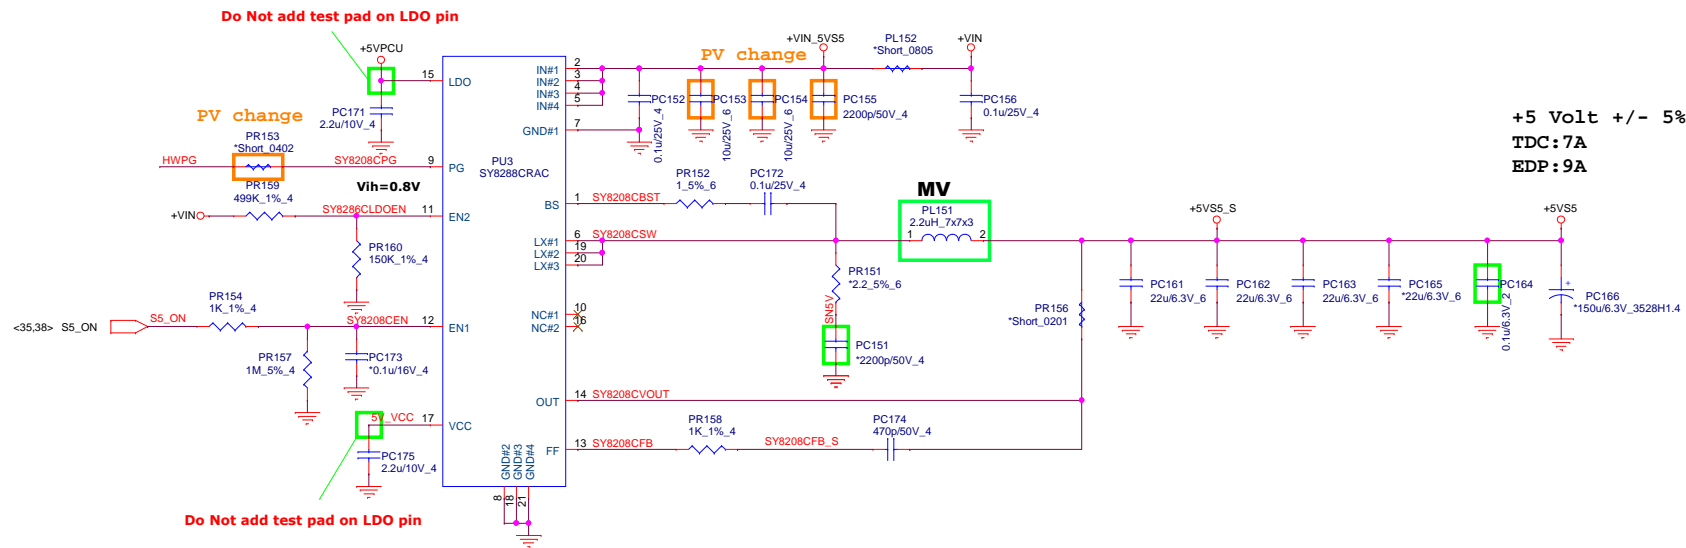 Do Not add test pad on LDO pin
+5VPCU
15
LDO
PC171
2.2u/10V_4
PV change
PR153
*Short_0402
HWPG
SY8208CPG
9
PG
PR159
499K_1%_4
Vih=0.8V
+VIN
SY8286CLDOEN
11
EN2
PR160
150K_1%_4
PR154
1K_1%_4
<35,38> S5_ON
S5_ON
SY8208CEN
12
EN1
PR157
1M_5%_4
PC173
*0.1u/16V_4
5V_VCC
17
VCC
PC175
2.2u/10V_4
Do Not add test pad on LDO pin
PU3
SY8288CRAC
IN#1
2
IN#2
3
IN#3
4
IN#4
5
GND#1
7
BS
1
SY8208CBST
LX#1
6
SY8208CSW
LX#2
19
LX#3
20
NC#1
10
NC#2
16
OUT
14
SY8208CVOUT
FF
13
SY8208CFB
GND#2
GND#3
GND#4
8
18
21
PV change
+VIN_5VS5
PL152
*Short_0805
+VIN
PC152
0.1u/25V_4
PC153
10u/25V_6
PC154
10u/25V_6
PC155
2200p/50V_4
PC156
0.1u/25V_4
PR152
1_5%_6
PC172
0.1u/25V_4
MV
PL151
2.2uH_7x7x3
1
2
PR151
*2.2_5%_6
SN5V
PC151
*2200p/50V_4
PR156
*Short_0201
PR158
1K_1%_4
SY8208CFB_S
PC174
470p/50V_4
+5VS5_S
+5VS5
PC161
22u/6.3V_6
PC162
22u/6.3V_6
PC163
22u/6.3V_6
PC165
*22u/6.3V_6
PC164
0.1u/6.3V_2
+
PC166
*150u/6.3V_3528H1.4
+5 Volt +/- 5%
TDC:7A
EDP:9A